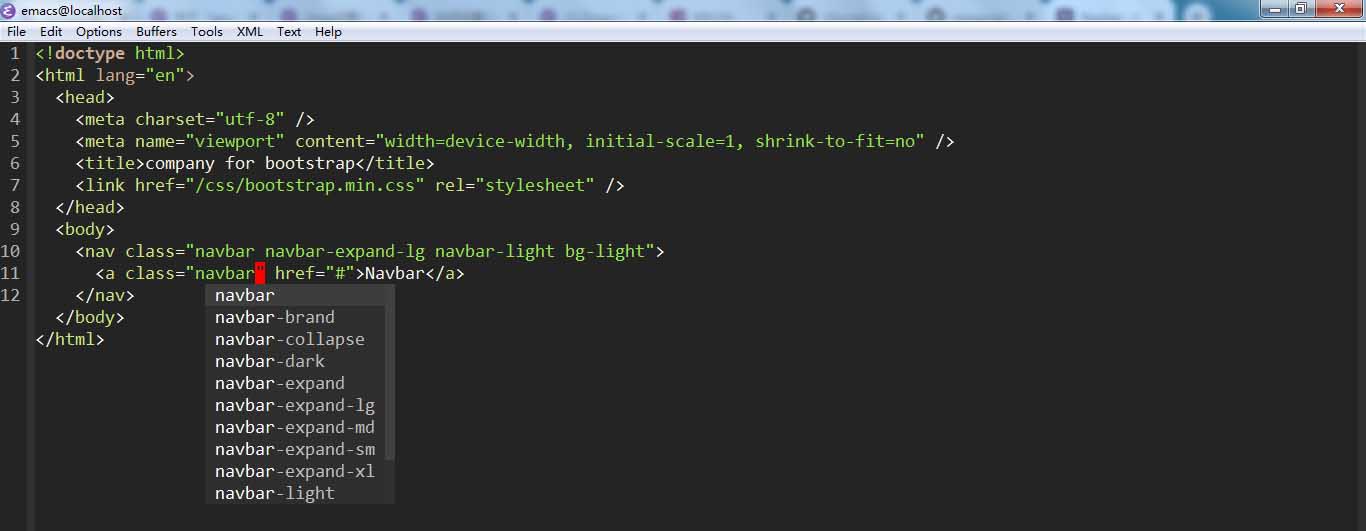 emacs@localhost
File Edit Options Buffers Tools XML Text Help
1 <!doctype html>
2 <html lang="en">
3   <head>
4     <meta charset="utf-8" />
5     <meta name="viewport" content="width=device-width, initial-scale=1, shrink-to-fit=no" />
6     <title>company for bootstrap</title>
7     <link href="/css/bootstrap.min.css" rel="stylesheet" />
8   </head>
9   <body>
10     <nav class="navbar navbar-expand-lg navbar-light bg-light">
11       <a class="navbar" href="#">Navbar</a>
12     </nav> navbar
  </body> navbar-brand
</html> navbar-collapse
navbar-dark
navbar-expand
navbar-expand-lg
navbar-expand-md
navbar-expand-sm
navbar-expand-xl
navbar-light